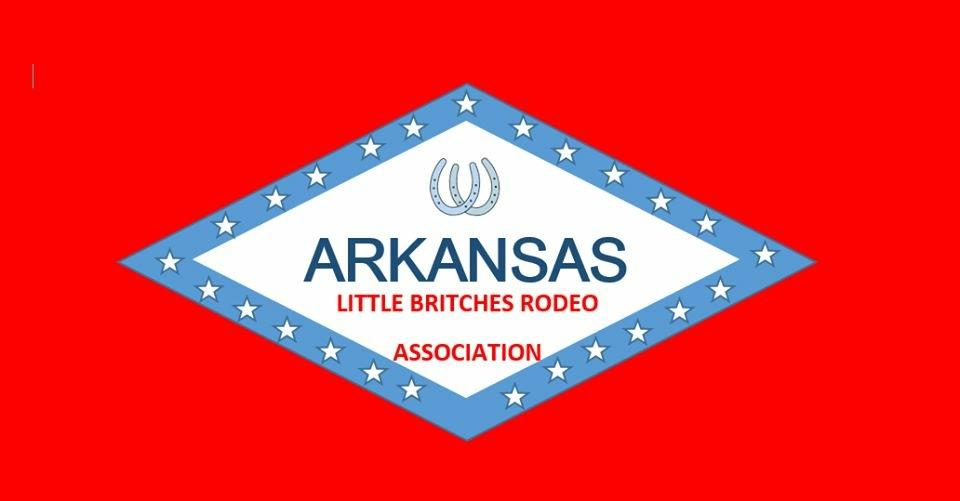 ARKANSAS
LITTLE BRITCHES RODEO
ASSOCIATION